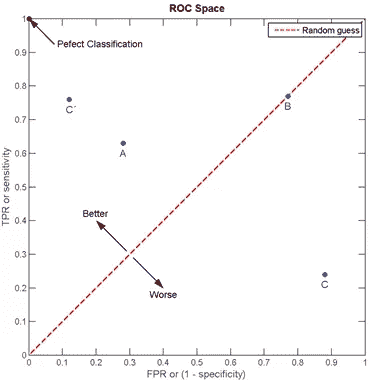 ROC Space
Random guess
Pefect Classification
C`
A
B
C
Better
Worse
TPR or sensitivity
1
0.9
0.8
0.7
0.6
0.5
0.4
0.3
0.2
0.1
0
0
0.1
0.2
0.3
0.4
0.5
0.6
0.7
0.8
0.9
1
FPR or (1 - specificity)